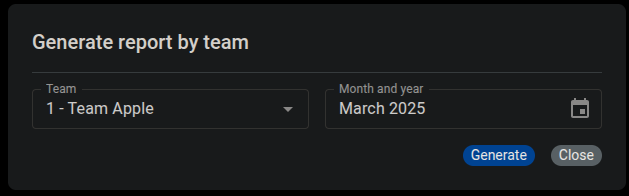 Generate report by team
Team
Month and year
1 - Team Apple
March 2025
Generate
Close